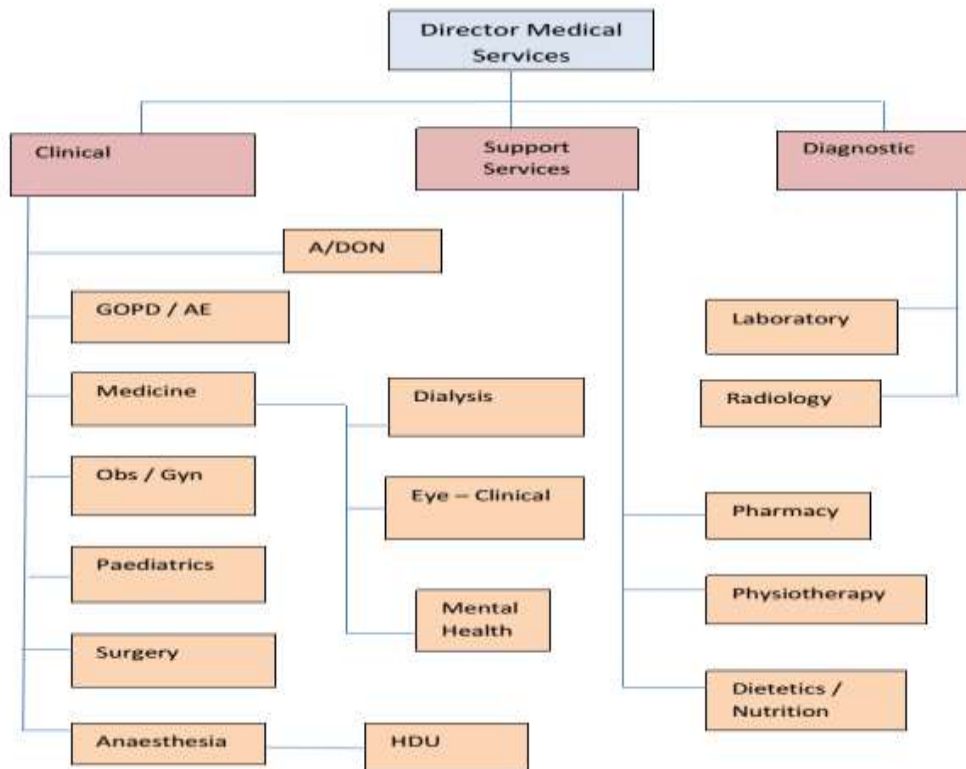 Director Medical
Services
Clinical
Support
Services
Diagnostic
A/DON
GOPD / AE
Laboratory
Medicine
Dialysis
Radiology
Obs / Gyn
Eye – Clinical
Pharmacy
Paediatrics
Physiotherapy
Mental
Health
Surgery
Dietetics /
Nutrition
Anaesthesia
HDU